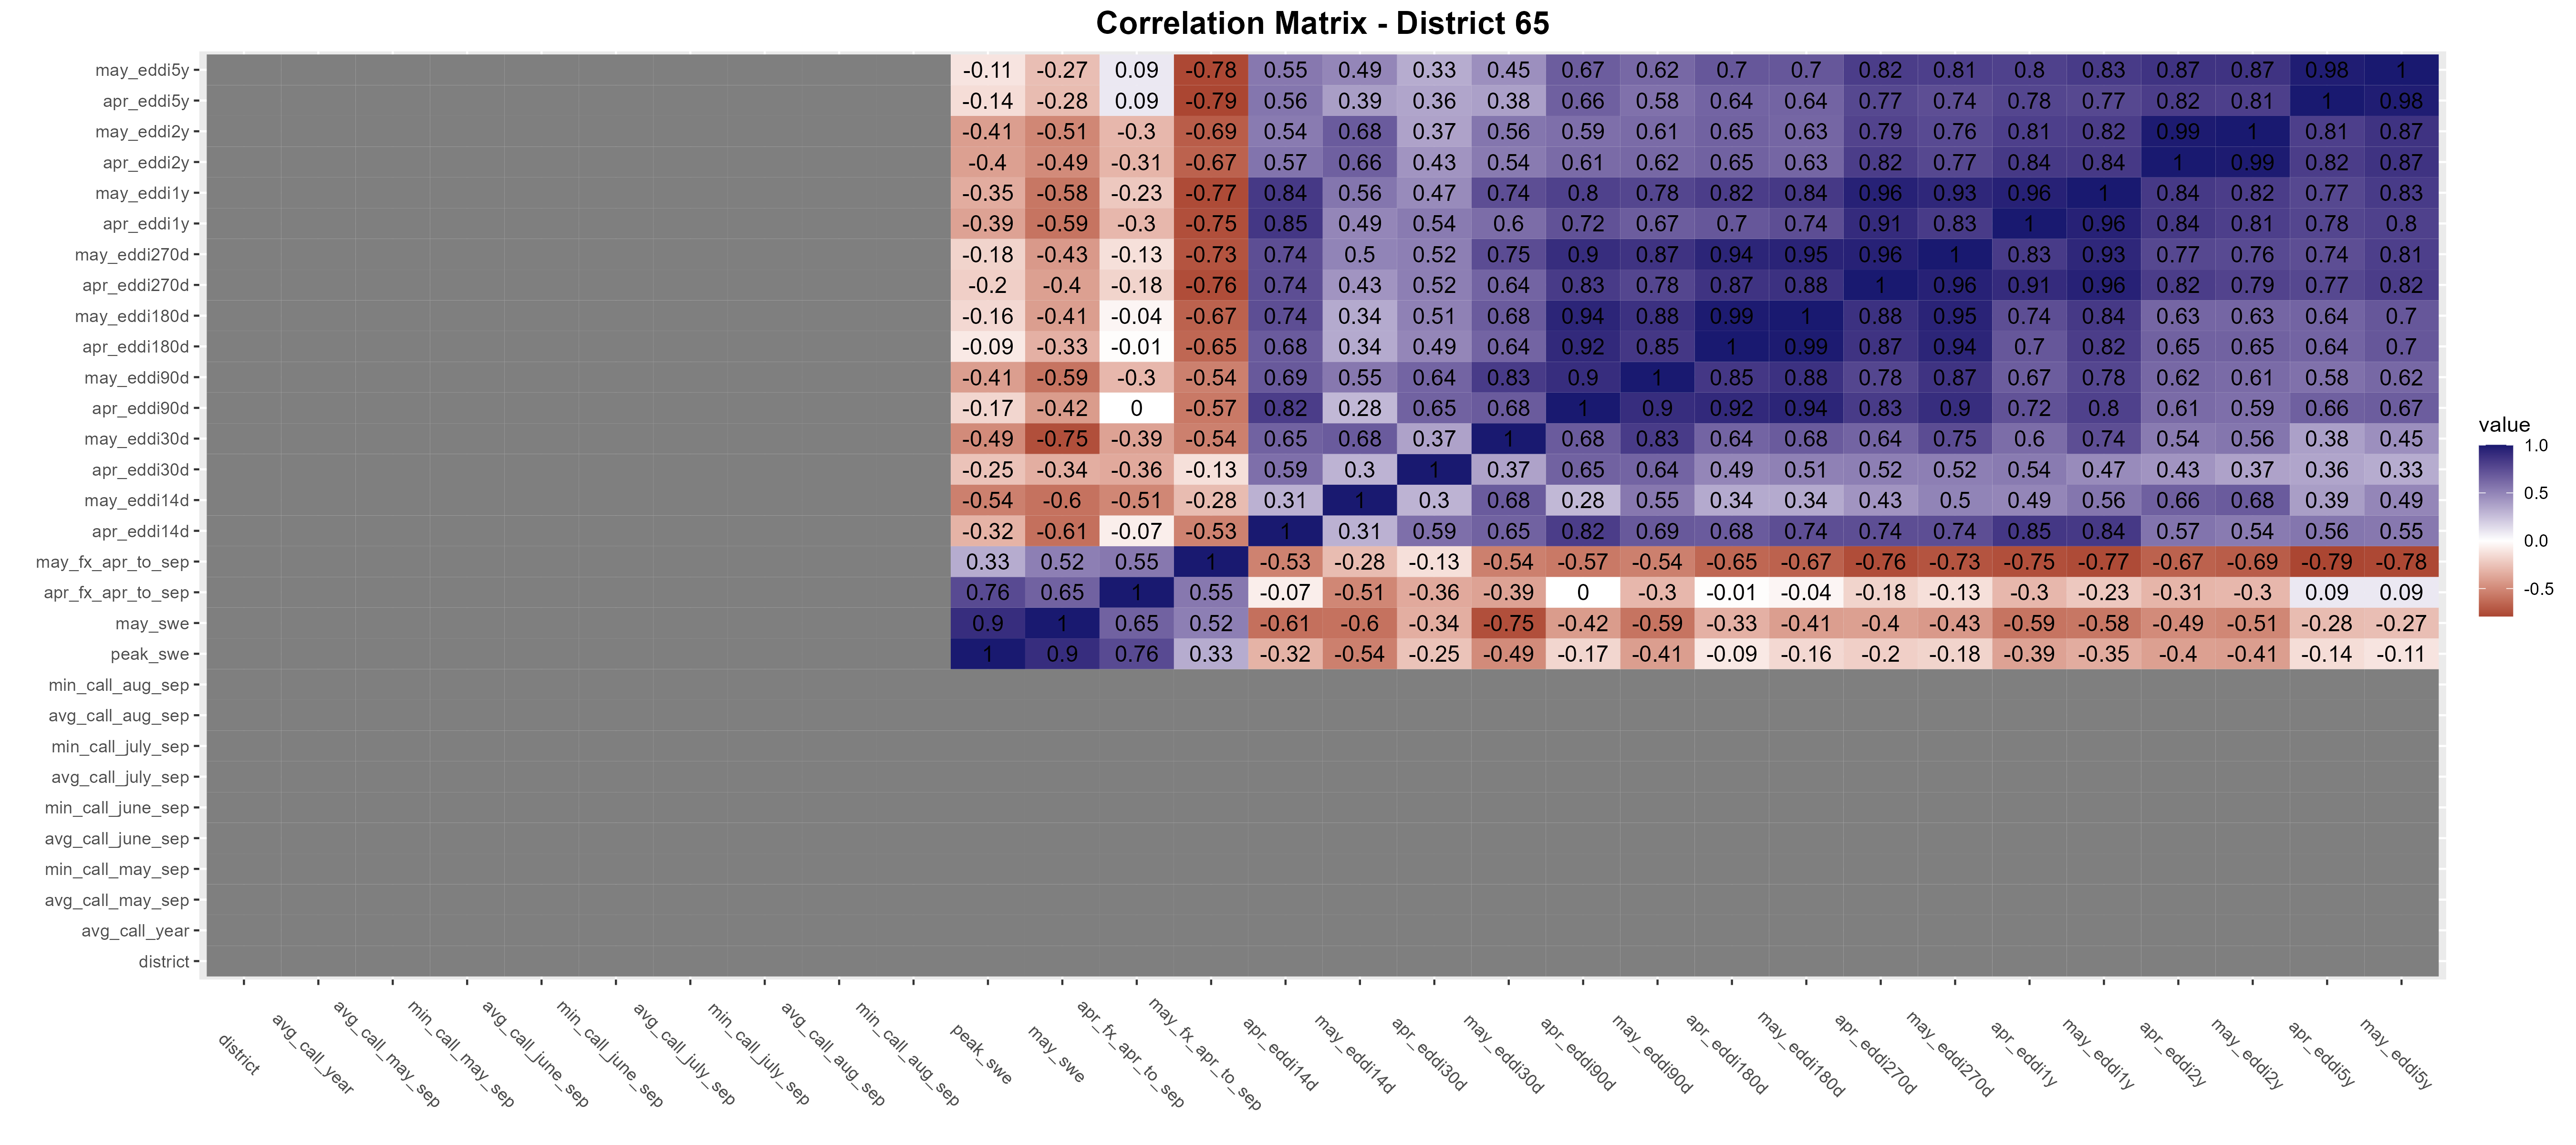 Correlation Matrix - District 65
may_eddi5y -0.11 -0.27 0.09 -0.78 0.55 0.49 0.33 0.45 0.67 0.62 0.7 0.7 0.82 0.81 0.8 0.83 0.87 0.87 0.98 1
apr_eddi5y -0.14 -0.28 0.09 -0.79 0.56 0.39 0.36 0.38 0.66 0.58 0.64 0.64 0.77 0.74 0.78 0.77 0.82 0.81 1 0.98
may_eddi2y -0.41 -0.51 -0.3 -0.69 0.54 0.68 0.37 0.56 0.59 0.61 0.65 0.63 0.79 0.76 0.81 0.82 0.99 1 0.81 0.87
apr_eddi2y -0.4 -0.49 -0.31 -0.67 0.57 0.66 0.43 0.54 0.61 0.62 0.65 0.63 0.82 0.77 0.84 0.84 1 0.99 0.82 0.87
may_eddi1y -0.35 -0.58 -0.23 -0.77 0.84 0.56 0.47 0.74 0.8 0.78 0.82 0.84 0.96 0.93 0.96 1 0.84 0.82 0.77 0.83
apr_eddi1y -0.39 -0.59 -0.3 -0.75 0.85 0.49 0.54 0.6 0.72 0.67 0.7 0.74 0.91 0.83 1 0.96 0.84 0.81 0.78 0.8
may_eddi270d -0.18 -0.43 -0.13 -0.73 0.74 0.5 0.52 0.75 0.9 0.87 0.94 0.95 0.96 1 0.83 0.93 0.77 0.76 0.74 0.81
apr_eddi270d -0.2 -0.4 -0.18 -0.76 0.74 0.43 0.52 0.64 0.83 0.78 0.87 0.88 1 0.96 0.91 0.96 0.82 0.79 0.77 0.82
may_eddi180d -0.16 -0.41 -0.04 -0.67 0.74 0.34 0.51 0.68 0.94 0.88 0.99 1 0.88 0.95 0.74 0.84 0.63 0.63 0.64 0.7
apr_eddi180d -0.09 -0.33 -0.01 -0.65 0.68 0.34 0.49 0.64 0.92 0.85 1 0.99 0.87 0.94 0.7 0.82 0.65 0.65 0.64 0.7
may_eddi90d -0.41 -0.59 -0.3 -0.54 0.69 0.55 0.64 0.83 0.9 1 0.85 0.88 0.78 0.87 0.67 0.78 0.62 0.61 0.58 0.62
apr_eddi90d -0.17 -0.42 0 -0.57 0.82 0.28 0.65 0.68 1 0.9 0.92 0.94 0.83 0.9 0.72 0.8 0.61 0.59 0.66 0.67
may_eddi30d -0.49 -0.75 -0.39 -0.54 0.65 0.68 0.37 1 0.68 0.83 0.64 0.68 0.64 0.75 0.6 0.74 0.54 0.56 0.38 0.45
apr_eddi30d -0.25 -0.34 -0.36 -0.13 0.59 0.3 1 0.37 0.65 0.64 0.49 0.51 0.52 0.52 0.54 0.47 0.43 0.37 0.36 0.33
may_eddi14d -0.54 -0.6 -0.51 -0.28 0.31 1 0.3 0.68 0.28 0.55 0.34 0.34 0.43 0.5 0.49 0.56 0.66 0.68 0.39 0.49
apr_eddi14d -0.32 -0.61 -0.07 -0.53 1 0.31 0.59 0.65 0.82 0.69 0.68 0.74 0.74 0.74 0.85 0.84 0.57 0.54 0.56 0.55
may_fx_apr_to_sep 0.33 0.52 0.55 1 -0.53 -0.28 -0.13 -0.54 -0.57 -0.54 -0.65 -0.67 -0.76 -0.73 -0.75 -0.77 -0.67 -0.69 -0.79 -0.78
apr_fx_apr_to_sep 0.76 0.65 1 0.55 -0.07 -0.51 -0.36 -0.39 0 -0.3 -0.01 -0.04 -0.18 -0.13 -0.3 -0.23 -0.31 -0.3 0.09 0.09
may_swe 0.9 1 0.65 0.52 -0.61 -0.6 -0.34 -0.75 -0.42 -0.59 -0.33 -0.41 -0.4 -0.43 -0.59 -0.58 -0.49 -0.51 -0.28 -0.27
peak_swe 1 0.9 0.76 0.33 -0.32 -0.54 -0.25 -0.49 -0.17 -0.41 -0.09 -0.16 -0.2 -0.18 -0.39 -0.35 -0.4 -0.41 -0.14 -0.11
min_call_aug_sep
avg_call_aug_sep
min_call_july_sep
avg_call_july_sep
min_call_june_sep
avg_call_june_sep
min_call_may_sep
avg_call_may_sep
avg_call_year
district
district
avg_call_year
avg_call_may_sep
min_call_may_sep
avg_call_june_sep
min_call_june_sep
avg_call_july_sep
min_call_july_sep
avg_call_aug_sep
min_call_aug_sep
peak_swe
may_swe
apr_fx_apr_to_sep
may_fx_apr_to_sep
apr_eddi14d
may_eddi14d
apr_eddi30d
may_eddi30d
apr_eddi90d
may_eddi90d
apr_eddi180d
may_eddi180d
apr_eddi270d
may_eddi270d
apr_eddi1y
may_eddi1y
apr_eddi2y
may_eddi2y
apr_eddi5y
may_eddi5y
value
1.0
0.5
0.0
-0.5